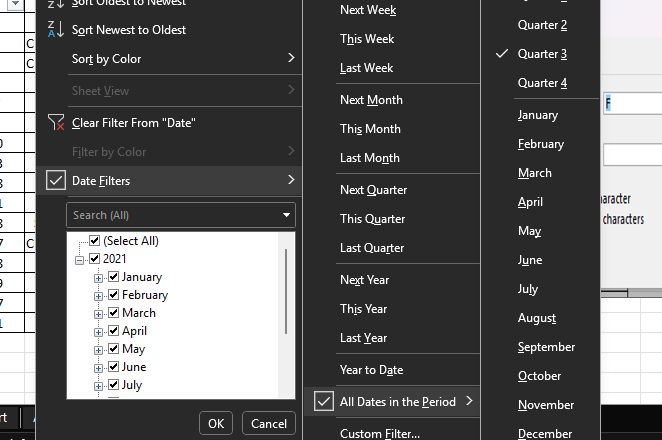 Sort Oldest to Newest
Sort Newest to Oldest
Sort by Color
Sheet View
Clear Filter From "Date"
Filter by Color
Date Filters
Search (All)
(Select All)
2021
January
February
March
April
May
June
July
OK
Cancel
Next Week
This Week
Last Week
Next Month
This Month
Last Month
Next Quarter
This Quarter
Last Quarter
Next Year
This Year
Last Year
Year to Date
All Dates in the Period
Custom Filter...
Quarter 2
Quarter 3
Quarter 4
January
February
March
April
May
June
July
August
September
October
November
December
F
characters